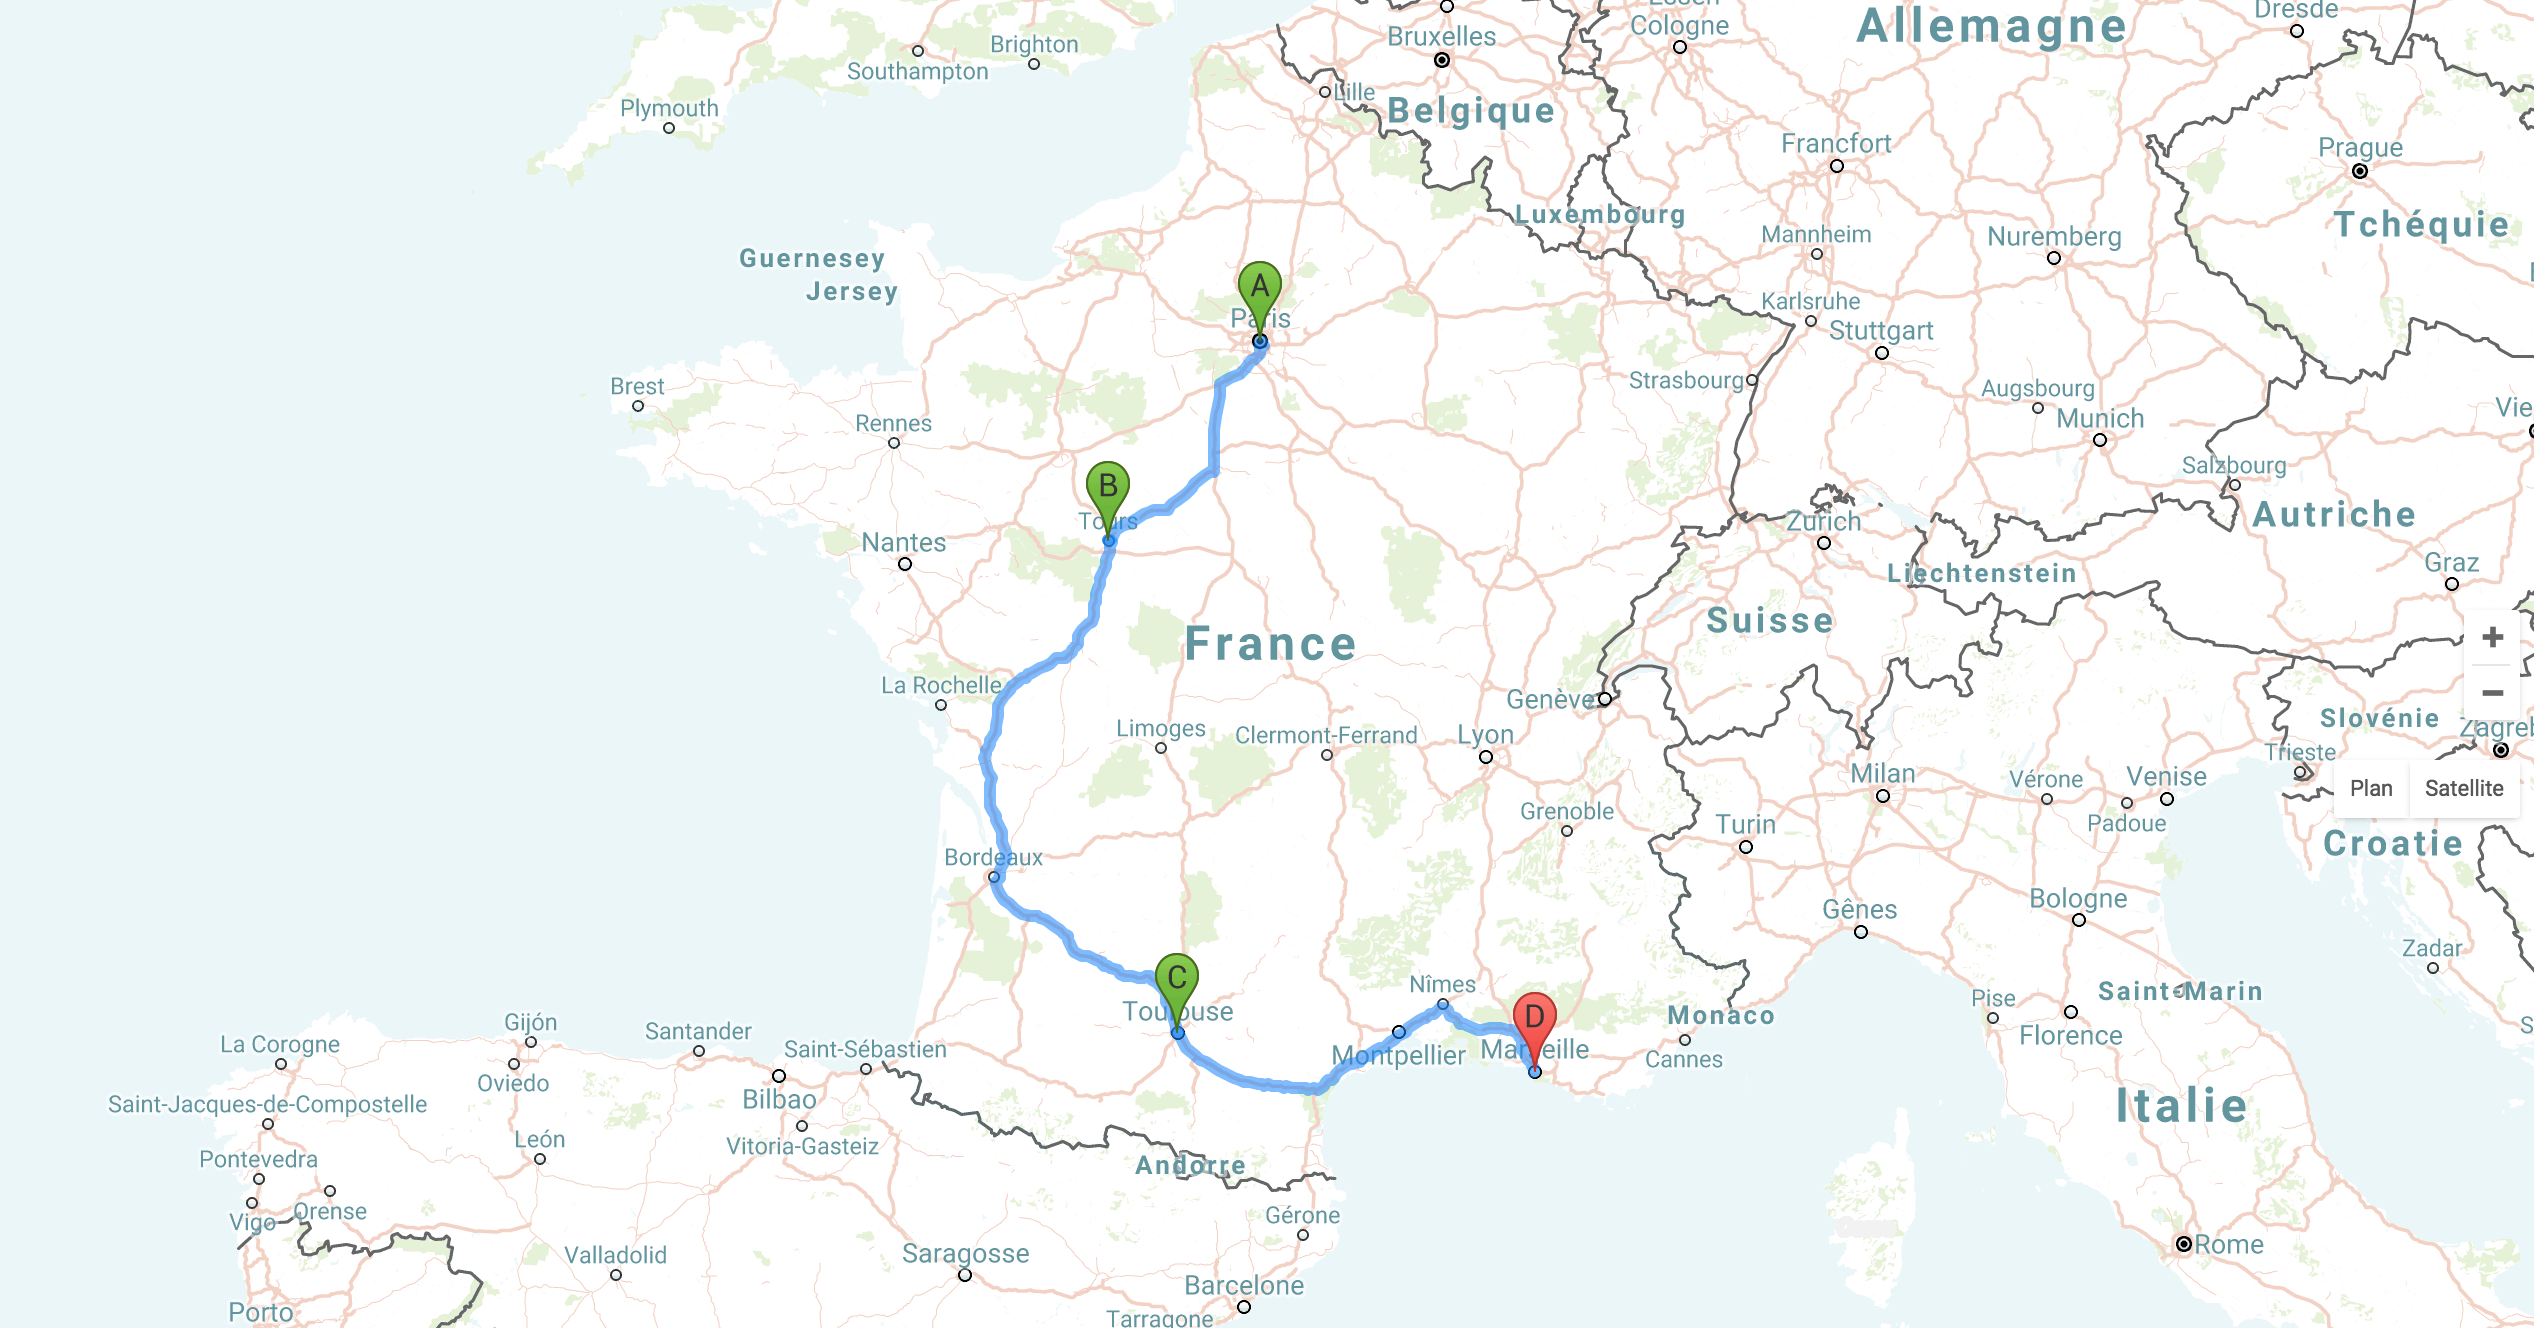 Essen
Cologne
Bruxelles
Allemagne
Dresde
Brighton
Southampton
Plymouth
Lille
Belgique
Francfort
Prague
Luxembourg
Mannheim
Nuremberg
Tchéquie
Guernesey
Jersey
A
Paris
Karlsruhe
Stuttgart
Strasbourg
Augsbourg
Munich
Vie
Brest
Rennes
B
Tours
Nantes
Salzbourg
Autriche
Zurich
Liechtenstein
Graz
Suisse
France
+
−
La Rochelle
Genève
Limoges
Clermont-Ferrand
Lyon
Slovénie
Zagreb
Trieste
Milan
Vérone
Venise
Padoue
Plan
Satellite
Grenoble
Turin
Croatie
Bordeaux
Gênes
Bologne
Zadar
C
Toulouse
Nîmes
D
Montpellier
Marseille
Monaco
Cannes
Pise
Saint-Marin
Florence
S
La Corogne
Gijón
Oviedo
Santander
Saint-Sébastien
Bilbao
Vitoria-Gasteiz
Saint-Jacques-de-Compostelle
León
Pontevedra
Vigo
Orense
Andorre
Italie
Gérone
Valladolid
Saragosse
Barcelone
Tarragone
Rome
Porto